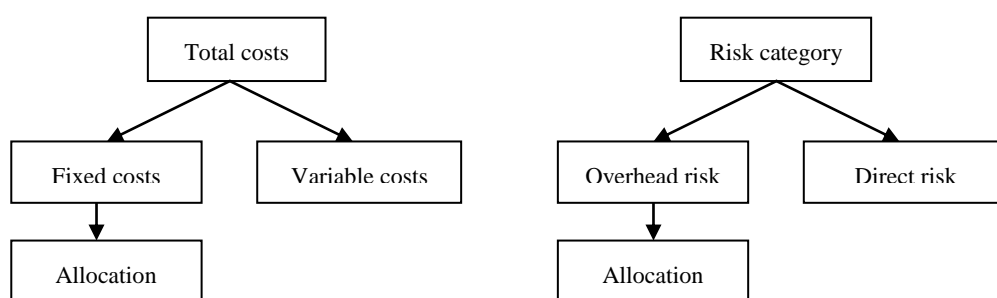 Total costs
Risk category
Fixed costs
Variable costs
Overhead risk
Direct risk
Allocation
Allocation